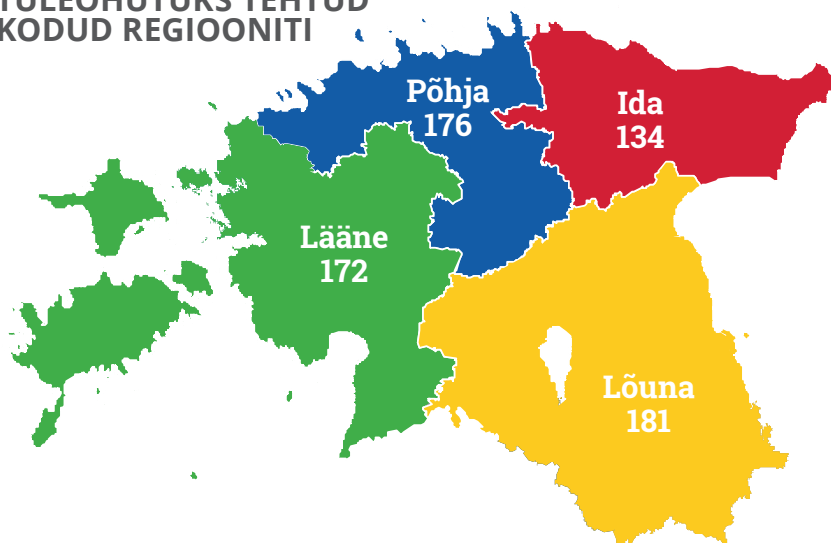 TULEOHUTUKS TEHTUD
KODUD REGIOONITI
Põhja
176
Ida
134
Lääne
172
Lõuna
181